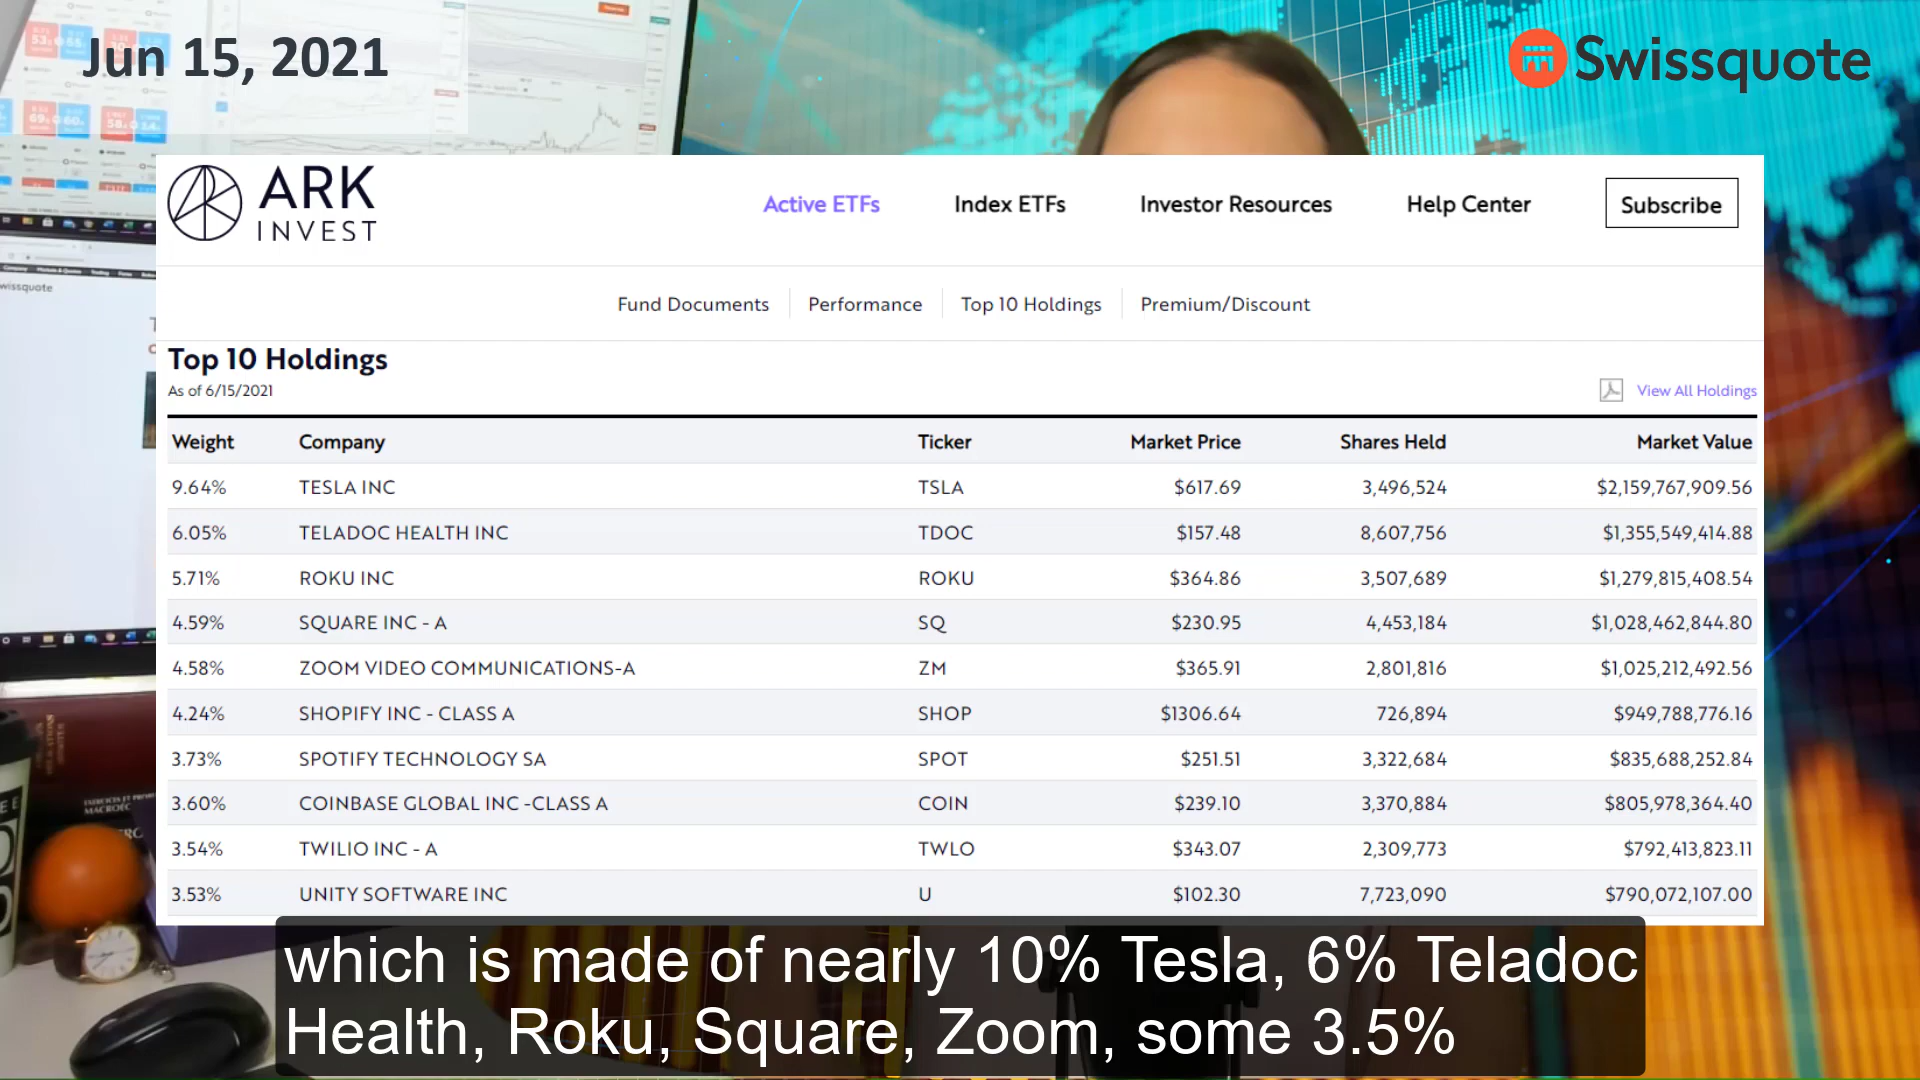 Jun 15, 2021
Swissquote
ARK
INVEST
Active ETFs Index ETFs Investor Resources Help Center Subscribe
Fund Documents Performance Top 10 Holdings Premium/Discount
Top 10 Holdings
As of 6/15/2021
View All Holdings
Weight Company Ticker Market Price Shares Held Market Value
9.64% TESLA INC TSLA $617.69 3,496,524 $2,159,767,909.56
6.05% TELADOC HEALTH INC TDOC $157.48 8,607,756 $1,355,549,414.88
5.71% ROKU INC ROKU $364.86 3,507,689 $1,279,815,408.54
4.59% SQUARE INC - A SQ $230.95 4,453,184 $1,028,462,844.80
4.58% ZOOM VIDEO COMMUNICATIONS-A ZM $365.91 2,801,816 $1,025,212,492.56
4.24% SHOPIFY INC - CLASS A SHOP $1306.64 726,894 $949,788,776.16
3.73% SPOTIFY TECHNOLOGY SA SPOT $251.51 3,322,684 $835,688,252.84
3.60% COINBASE GLOBAL INC -CLASS A COIN $239.10 3,370,884 $805,978,364.40
3.54% TWILIO INC - A TWLO $343.07 2,309,773 $792,413,823.11
3.53% UNITY SOFTWARE INC U $102.30 7,723,090 $790,072,107.00
which is made of nearly 10% Tesla, 6% Teladoc
Health, Roku, Square, Zoom, some 3.5%